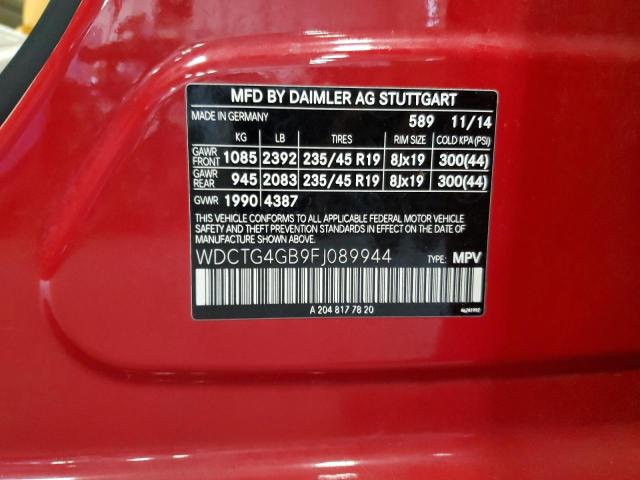 MFD BY DAIMLER AG STUTTGART
MADE IN GERMANY 589 11/14
KG LB TIRES RIM SIZE COLD KPA(PSI)
GAWR FRONT 1085 2392 235/45 R19 8Jx19 300(44)
GAWR REAR 945 2083 235/45 R19 8Jx19 300(44)
GVWR 1990 4387
THIS VEHICLE CONFORMS TO ALL APPLICABLE FEDERAL MOTOR VEHICLE
SAFETY AND THEFT PREVENTION STANDARDS IN EFFECT ON THE DATE OF
MANUFACTURE SHOWN ABOVE
WDCTG4GB9FJ089944 TYPE: MPV
A 204 817 78 20